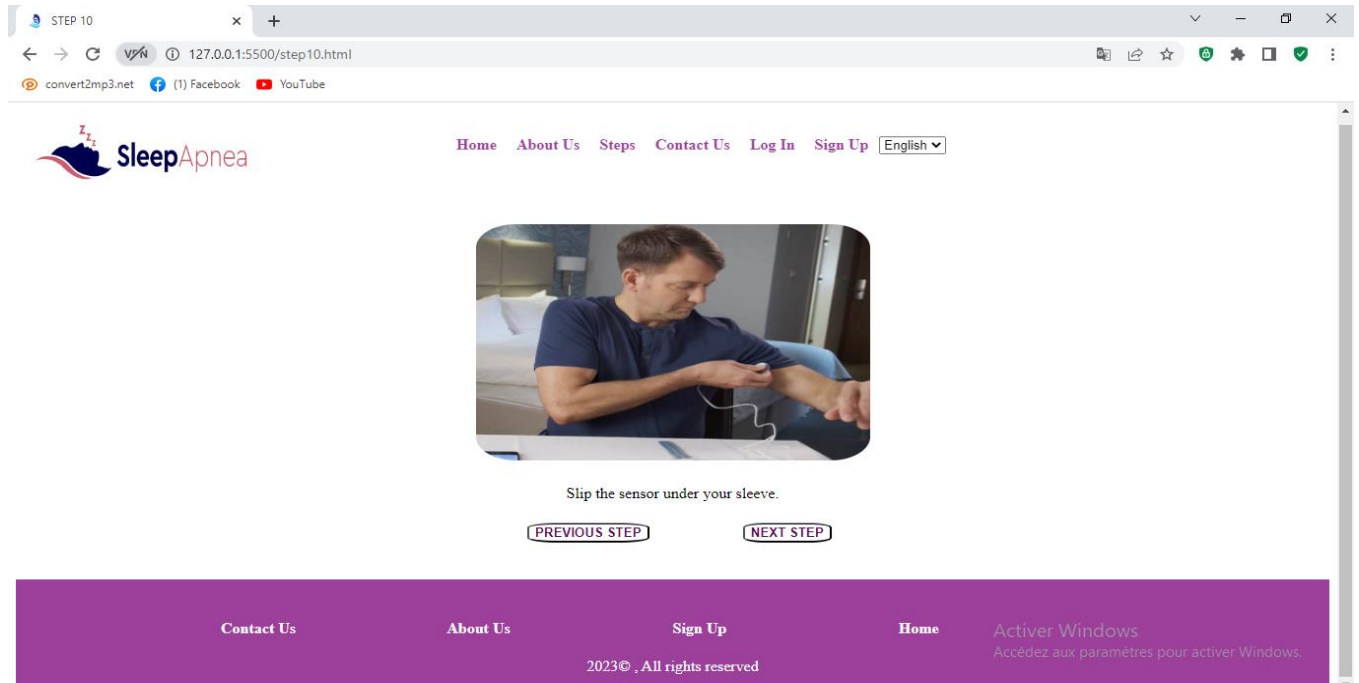 STEP 10
VPN 127.0.0.1:5500/step10.html
convert2mp3.net (1) Facebook YouTube
z z z
SleepApnea
Home About Us Steps Contact Us Log In Sign Up English
Slip the sensor under your sleeve.
PREVIOUS STEP NEXT STEP
Contact Us About Us Sign Up Home
Activer Windows
Accédez aux paramètres pour activer Windows.
2023© , All rights reserved